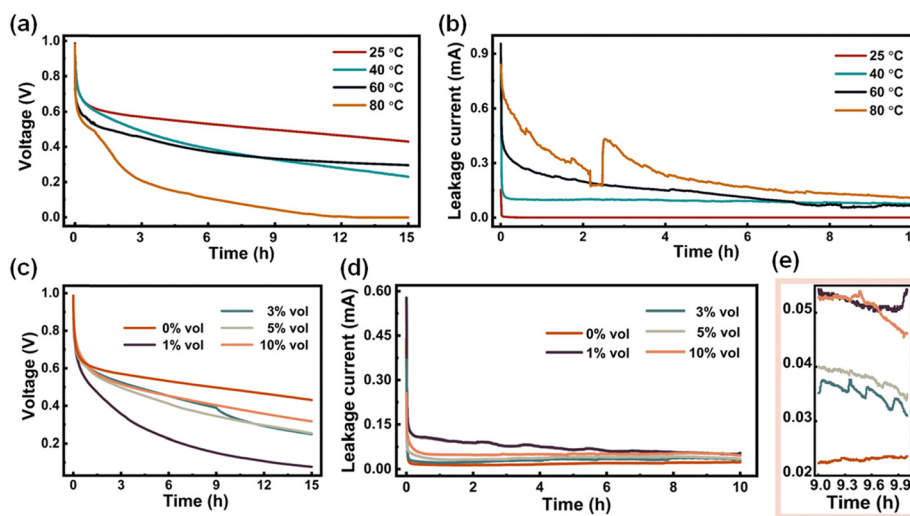 (a)
1.0
0.8
0.6
0.4
0.2
0.0
Voltage (V)
25 °C
40 °C
60 °C
80 °C
0 3 6 9 12 15
Time (h)
(b)
0.9
0.6
0.3
0.0
Leakage current (mA)
25 °C
40 °C
60 °C
80 °C
0 2 4 6 8 10
Time (h)
(c)
1.0
0.8
0.6
0.4
0.2
Voltage (V)
0% vol
1% vol
3% vol
5% vol
10% vol
0 3 6 9 12 15
Time (h)
(d)
0.60
0.45
0.30
0.15
0.00
Leakage current (mA)
0% vol
1% vol
3% vol
5% vol
10% vol
0 2 4 6 8 10
Time (h)
(e)
0.05
0.04
0.03
0.02
9.0 9.3 9.6 9.9
Time (h)